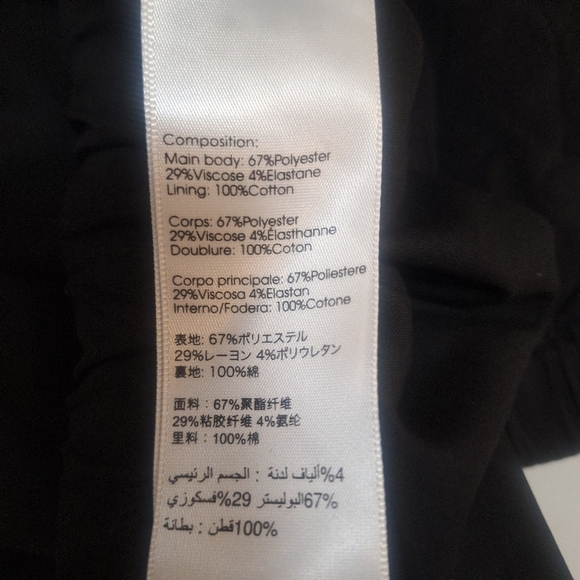 Composition:
Main body: 67%Polyester
29%Viscose 4%Elastane
Lining: 100%Cotton
Corps: 67%Polyester
29%Viscose 4%Élasthanne
Doublure: 100%Coton
Corpo principale: 67%Poliestere
29%Viscosa 4%Elastan
Interno/Fodera: 100%Cotone
表地: 67%ポリエステル
29%レーヨン 4%ポリウレタン
裏地: 100%綿
面料：67%聚酯纤维
29%粘胶纤维 4%氨纶
里料：100%棉
4%ألياف لدنة : الجسم الرئيسي
67%البوليستر 29%فسكوزي
100%قطن : بطانة